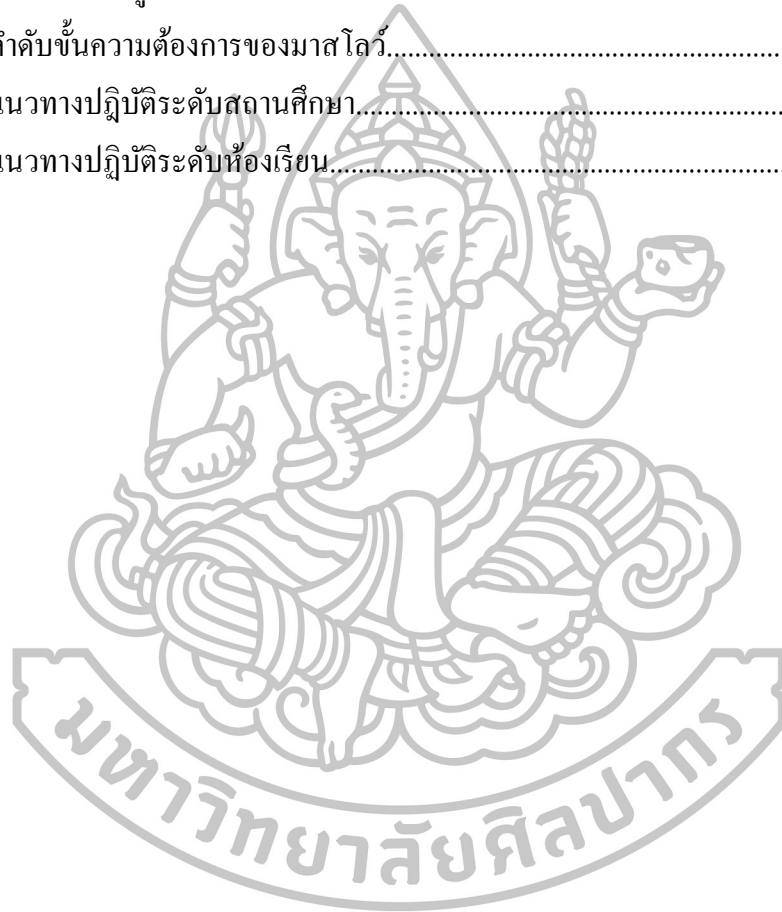 ลำดับขั้นความต้องการของมาสโลว์
แนวทางปฏิบัติระดับสถานศึกษา
แนวทางปฏิบัติระดับห้องเรียน
มหาวิทยาลัยศิลปากร